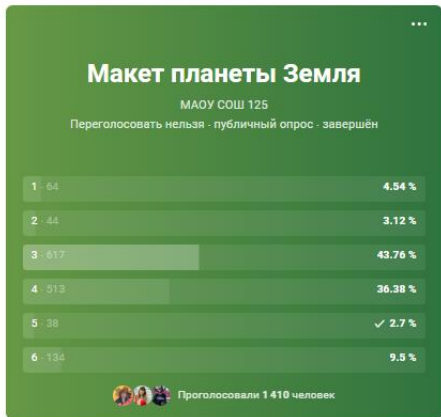 Макет планеты Земля
МАОУ СОШ 125
Переголосовать нельзя · публичный опрос · завершён
1 · 64 4.54 %
2 · 44 3.12 %
3 · 617 43.76 %
4 · 513 36.38 %
5 · 38 2.7 %
6 · 134 9.5 %
Проголосовали 1 410 человек